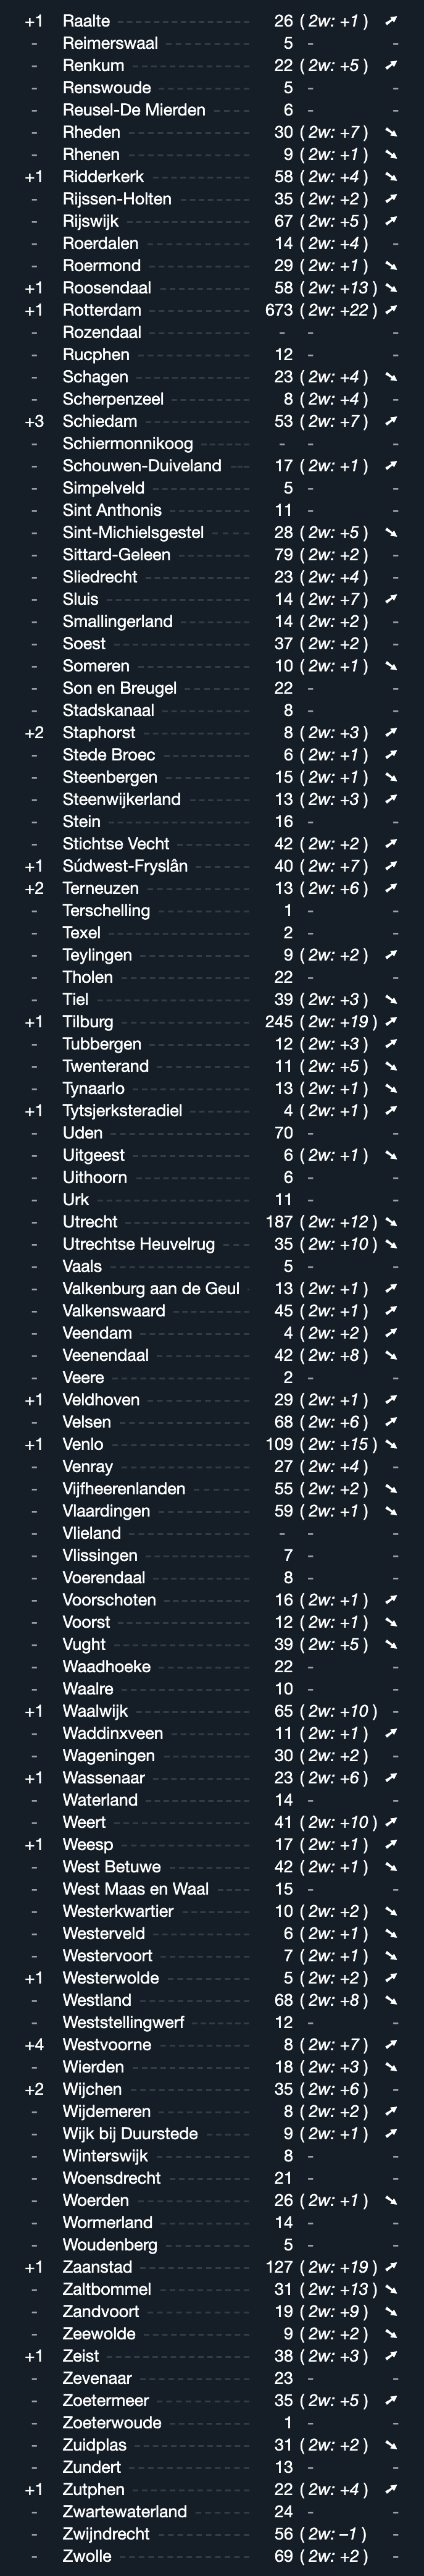 +1 Raalte 26 ( 2w: +1 ) ➚
- Reimerswaal 5 - -
- Renkum 22 ( 2w: +5 ) ➚
- Renswoude 5 - -
- Reusel-De Mierden 6 - -
- Rheden 30 ( 2w: +7 ) ➘
- Rhenen 9 ( 2w: +1 ) ➘
+1 Ridderkerk 58 ( 2w: +4 ) ➘
- Rijssen-Holten 35 ( 2w: +2 ) ➚
- Rijswijk 67 ( 2w: +5 ) ➚
- Roerdalen 14 ( 2w: +4 ) -
- Roermond 29 ( 2w: +1 ) ➘
+1 Roosendaal 58 ( 2w: +13 ) ➘
+1 Rotterdam 673 ( 2w: +22 ) ➚
- Rozendaal - - -
- Rucphen 12 - -
- Schagen 23 ( 2w: +4 ) ➘
- Scherpenzeel 8 ( 2w: +4 ) -
+3 Schiedam 53 ( 2w: +7 ) ➚
- Schiermonnikoog - - -
- Schouwen-Duiveland 17 ( 2w: +1 ) ➚
- Simpelveld 5 - -
- Sint Anthonis 11 - -
- Sint-Michielsgestel 28 ( 2w: +5 ) ➘
- Sittard-Geleen 79 ( 2w: +2 ) -
- Sliedrecht 23 ( 2w: +4 ) -
- Sluis 14 ( 2w: +7 ) ➚
- Smallingerland 14 ( 2w: +2 ) -
- Soest 37 ( 2w: +2 ) -
- Someren 10 ( 2w: +1 ) ➘
- Son en Breugel 22 - -
- Stadskanaal 8 - -
+2 Staphorst 8 ( 2w: +3 ) ➚
- Stede Broec 6 ( 2w: +1 ) ➚
- Steenbergen 15 ( 2w: +1 ) ➘
- Steenwijkerland 13 ( 2w: +3 ) ➚
- Stein 16 - -
- Stichtse Vecht 42 ( 2w: +2 ) ➚
+1 Súdwest-Fryslân 40 ( 2w: +7 ) ➚
+2 Terneuzen 13 ( 2w: +6 ) ➚
- Terschelling 1 - -
- Texel 2 - -
- Teylingen 9 ( 2w: +2 ) ➚
- Tholen 22 - -
- Tiel 39 ( 2w: +3 ) ➘
+1 Tilburg 245 ( 2w: +19 ) ➚
- Tubbergen 12 ( 2w: +3 ) ➚
- Twenterand 11 ( 2w: +5 ) ➘
- Tynaarlo 13 ( 2w: +1 ) ➘
+1 Tytsjerksteradiel 4 ( 2w: +1 ) ➚
- Uden 70 - -
- Uitgeest 6 ( 2w: +1 ) ➘
- Uithoorn 6 - -
- Urk 11 - -
- Utrecht 187 ( 2w: +12 ) ➘
- Utrechtse Heuvelrug 35 ( 2w: +10 ) ➘
- Vaals 5 - -
- Valkenburg aan de Geul 13 ( 2w: +1 ) ➚
- Valkenswaard 45 ( 2w: +1 ) ➚
- Veendam 4 ( 2w: +2 ) ➚
- Veenendaal 42 ( 2w: +8 ) ➘
- Veere 2 - -
+1 Veldhoven 29 ( 2w: +1 ) ➚
- Velsen 68 ( 2w: +6 ) ➚
+1 Venlo 109 ( 2w: +15 ) ➘
- Venray 27 ( 2w: +4 ) -
- Vijfheerenlanden 55 ( 2w: +2 ) ➘
- Vlaardingen 59 ( 2w: +1 ) ➘
- Vlieland - - -
- Vlissingen 7 - -
- Voerendaal 8 - -
- Voorschoten 16 ( 2w: +1 ) ➚
- Voorst 12 ( 2w: +1 ) ➘
- Vught 39 ( 2w: +5 ) ➘
- Waadhoeke 22 - -
- Waalre 10 - -
+1 Waalwijk 65 ( 2w: +10 ) -
- Waddinxveen 11 ( 2w: +1 ) ➚
- Wageningen 30 ( 2w: +2 ) -
+1 Wassenaar 23 ( 2w: +6 ) ➚
- Waterland 14 - -
- Weert 41 ( 2w: +10 ) ➚
+1 Weesp 17 ( 2w: +1 ) ➚
- West Betuwe 42 ( 2w: +1 ) ➘
- West Maas en Waal 15 - -
- Westerkwartier 10 ( 2w: +2 ) ➘
- Westerveld 6 ( 2w: +1 ) ➘
- Westervoort 7 ( 2w: +1 ) ➘
+1 Westerwolde 5 ( 2w: +2 ) ➚
- Westland 68 ( 2w: +8 ) ➘
- Weststellingwerf 12 - -
+4 Westvoorne 8 ( 2w: +7 ) ➚
- Wierden 18 ( 2w: +3 ) ➘
+2 Wijchen 35 ( 2w: +6 ) -
- Wijdemeren 8 ( 2w: +2 ) ➚
- Wijk bij Duurstede 9 ( 2w: +1 ) ➚
- Winterswijk 8 - -
- Woensdrecht 21 - -
- Woerden 26 ( 2w: +1 ) ➘
- Wormerland 14 - -
- Woudenberg 5 - -
+1 Zaanstad 127 ( 2w: +19 ) ➚
- Zaltbommel 31 ( 2w: +13 ) ➘
- Zandvoort 19 ( 2w: +9 ) ➘
- Zeewolde 9 ( 2w: +2 ) ➘
+1 Zeist 38 ( 2w: +3 ) ➚
- Zevenaar 23 - -
- Zoetermeer 35 ( 2w: +5 ) ➚
- Zoeterwoude 1 - -
- Zuidplas 31 ( 2w: +2 ) ➘
- Zundert 13 - -
+1 Zutphen 22 ( 2w: +4 ) ➚
- Zwartewaterland 24 - -
- Zwijndrecht 56 ( 2w: –1 ) -
- Zwolle 69 ( 2w: +2 ) -